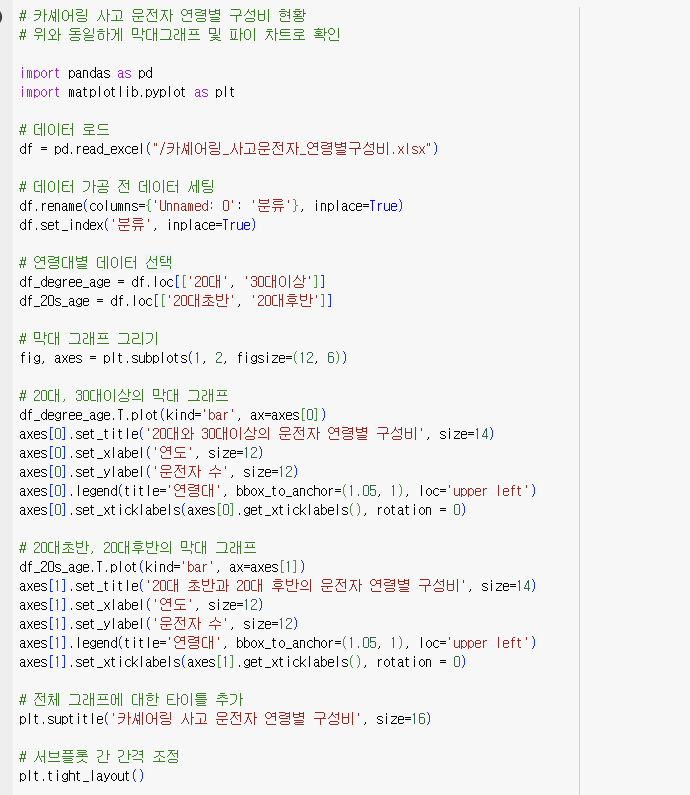 # 카셰어링 사고 운전자 연령별 구성비 현황
# 위와 동일하게 막대그래프 및 파이 차트로 확인
import pandas as pd
import matplotlib.pyplot as plt
# 데이터 로드
df = pd.read_excel("/카셰어링_사고운전자_연령별구성비.xlsx")
# 데이터 가공 전 데이터 세팅
df.rename(columns={'Unnamed: 0': '분류'}, inplace=True)
df.set_index('분류', inplace=True)
# 연령대별 데이터 선택
df_degree_age = df.loc[['20대', '30대이상']]
df_20s_age = df.loc[['20대초반', '20대후반']]
# 막대 그래프 그리기
fig, axes = plt.subplots(1, 2, figsize=(12, 6))
# 20대, 30대이상의 막대 그래프
df_degree_age.T.plot(kind='bar', ax=axes[0])
axes[0].set_title('20대와 30대이상의 운전자 연령별 구성비', size=14)
axes[0].set_xlabel('연도', size=12)
axes[0].set_ylabel('운전자 수', size=12)
axes[0].legend(title='연령대', bbox_to_anchor=(1.05, 1), loc='upper left')
axes[0].set_xticklabels(axes[0].get_xticklabels(), rotation = 0)
# 20대초반, 20대후반의 막대 그래프
df_20s_age.T.plot(kind='bar', ax=axes[1])
axes[1].set_title('20대 초반과 20대 후반의 운전자 연령별 구성비', size=14)
axes[1].set_xlabel('연도', size=12)
axes[1].set_ylabel('운전자 수', size=12)
axes[1].legend(title='연령대', bbox_to_anchor=(1.05, 1), loc='upper left')
axes[1].set_xticklabels(axes[1].get_xticklabels(), rotation = 0)
# 전체 그래프에 대한 타이틀 추가
plt.suptitle('카셰어링 사고 운전자 연령별 구성비', size=16)
# 서브플롯 간 간격 조정
plt.tight_layout()